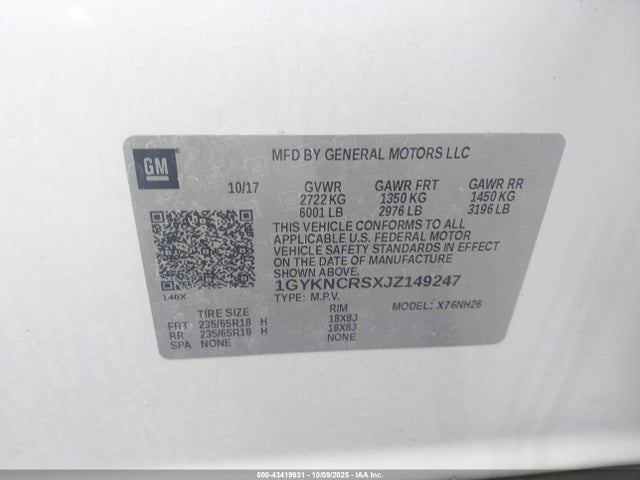 GM
MFD BY GENERAL MOTORS LLC
10/17 GVWR GAWR FRT GAWR RR
2722 KG 1350 KG 1450 KG
6001 LB 2976 LB 3196 LB
THIS VEHICLE CONFORMS TO ALL
APPLICABLE U.S. FEDERAL MOTOR
VEHICLE SAFETY STANDARDS IN EFFECT
ON THE DATE OF MANUFACTURE
SHOWN ABOVE.
140X
1GYKNCRSXJZ149247
TYPE: M.P.V. MODEL: X76NH26
TIRE SIZE RIM
FRT 235/65R18 H 18X8J
RR 235/65R18 H 18X8J
SPA NONE NONE
000-43419931 - 10/09/2025 - IAA Inc.